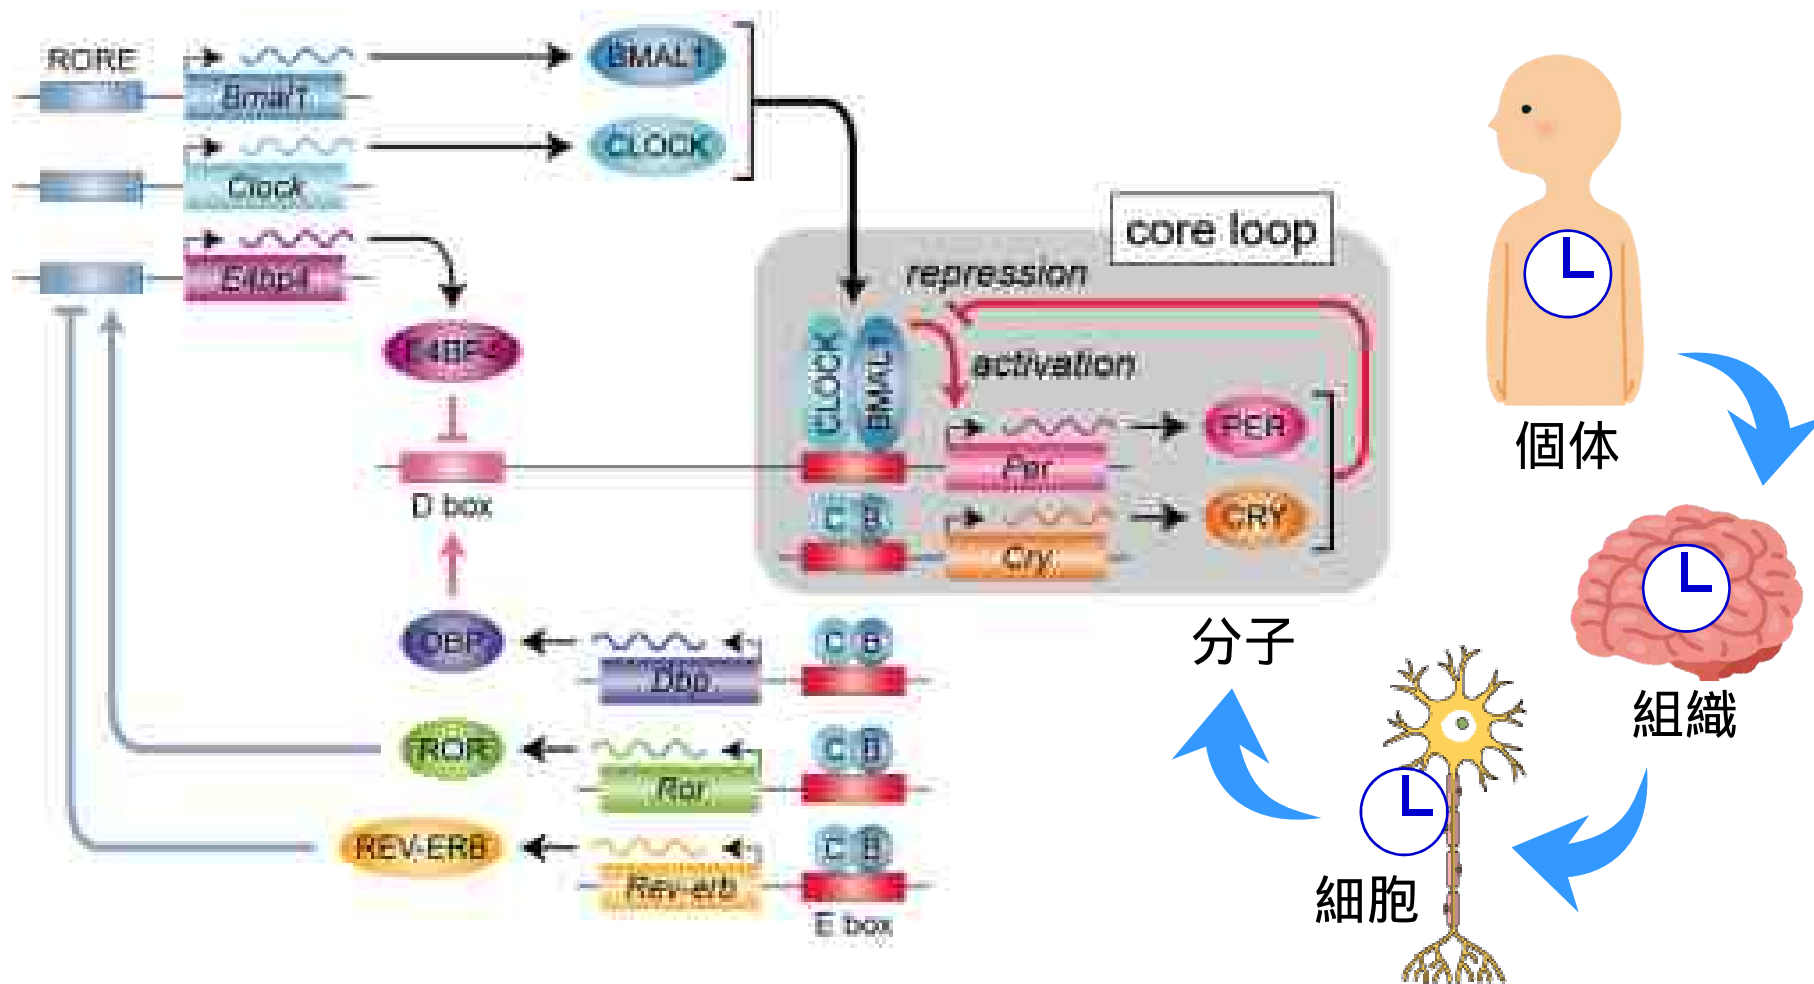 RORE
Bmal1
BMAL1
Clock
CLOCK
E4bp4
E4BP4
core loop
repression
activation
CLOCK
BMAL1
Per
PER
D box
C B
Cry
CRY
DBP
Dbp
C B
ROR
Ror
C B
REV-ERB
Rev-erb
C B
E box
個体
組織
細胞
分子